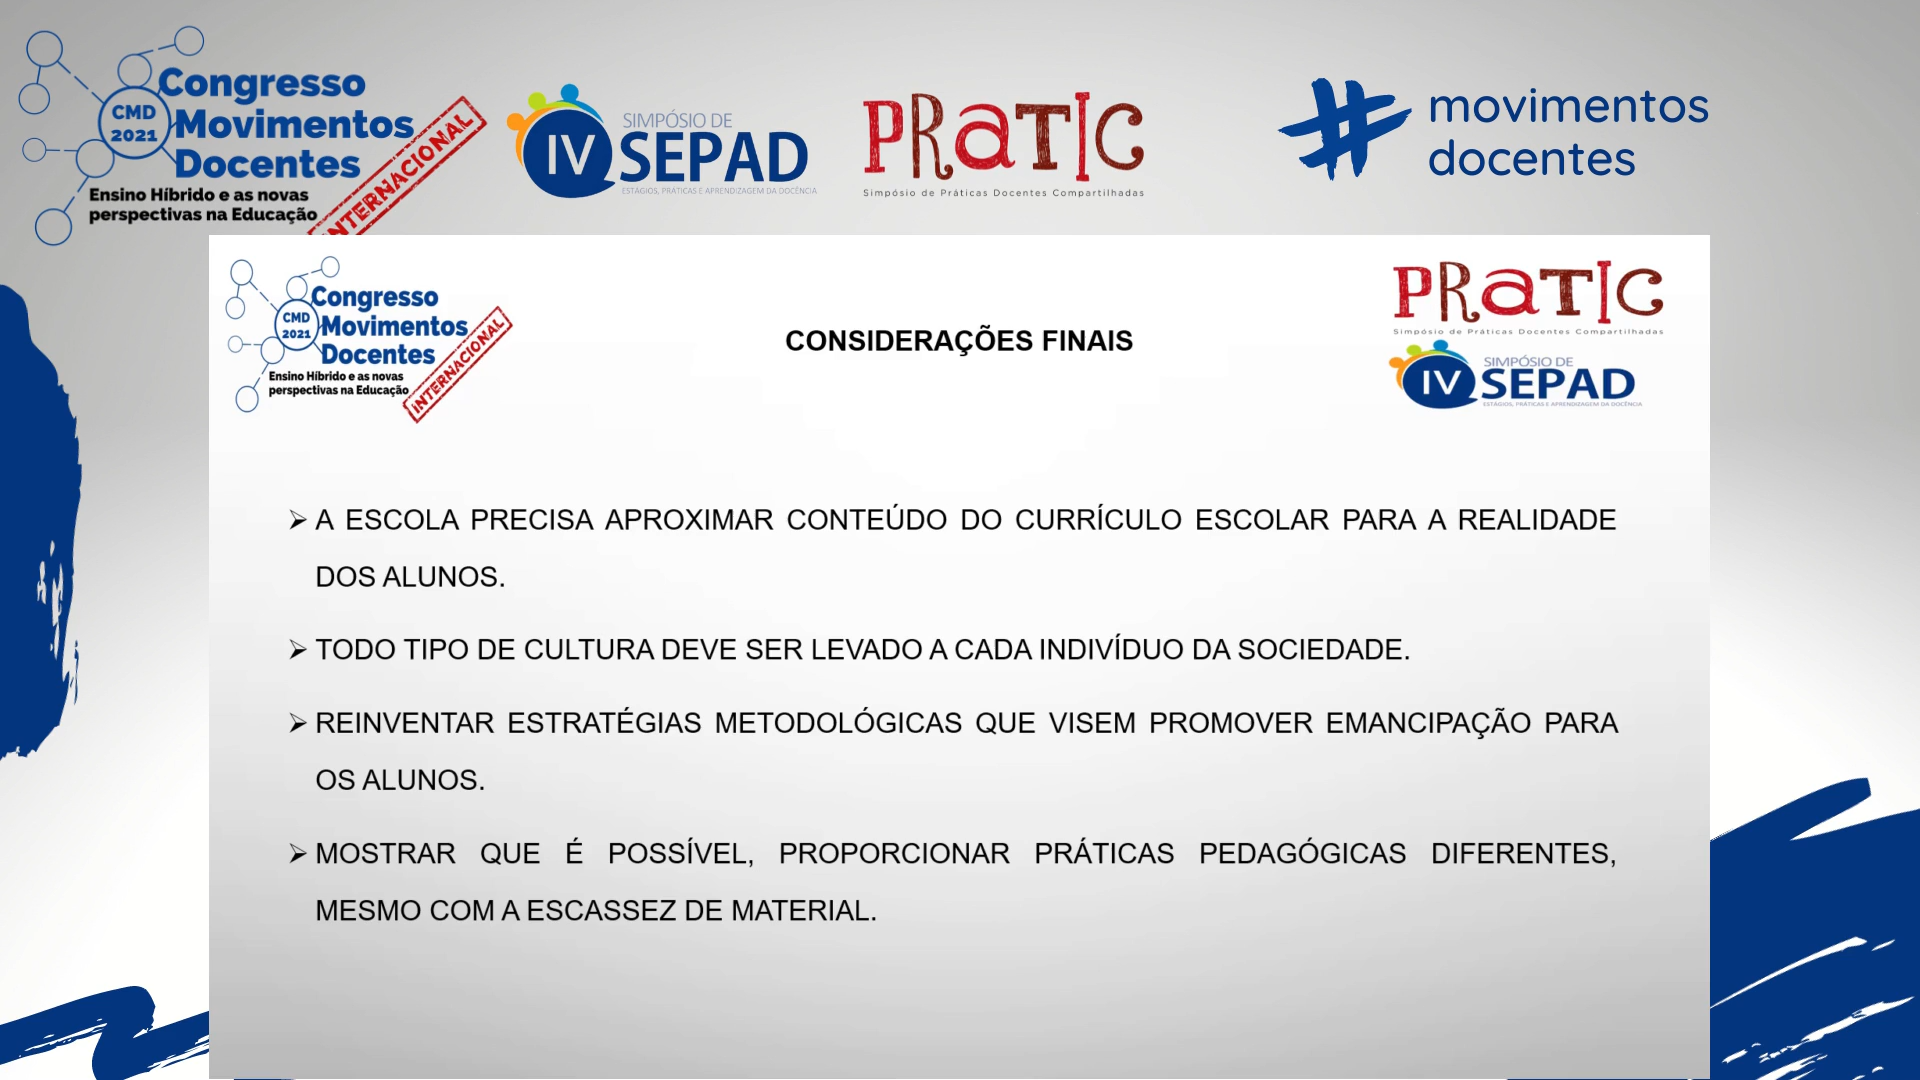 CMD
2021
Congresso
Movimentos
Docentes
Ensino Híbrido e as novas
perspectivas na Educação
INTERNACIONAL
IV
SIMPÓSIO DE
SEPAD
ESTÁGIOS, PRÁTICAS E APRENDIZAGEM DA DOCÊNCIA
PRATIC
Simpósio de Práticas Docentes Compartilhadas
# movimentos
docentes
CMD
2021
Congresso
Movimentos
Docentes
Ensino Híbrido e as novas
perspectivas na Educação
INTERNACIONAL
CONSIDERAÇÕES FINAIS
PRATIC
Simpósio de Práticas Docentes Compartilhadas
IV
SIMPÓSIO DE
SEPAD
ESTÁGIOS, PRÁTICAS E APRENDIZAGEM DA DOCÊNCIA
➢ A ESCOLA PRECISA APROXIMAR CONTEÚDO DO CURRÍCULO ESCOLAR PARA A REALIDADE
DOS ALUNOS.
➢ TODO TIPO DE CULTURA DEVE SER LEVADO A CADA INDIVÍDUO DA SOCIEDADE.
➢ REINVENTAR ESTRATÉGIAS METODOLÓGICAS QUE VISEM PROMOVER EMANCIPAÇÃO PARA
OS ALUNOS.
➢ MOSTRAR QUE É POSSÍVEL, PROPORCIONAR PRÁTICAS PEDAGÓGICAS DIFERENTES,
MESMO COM A ESCASSEZ DE MATERIAL.